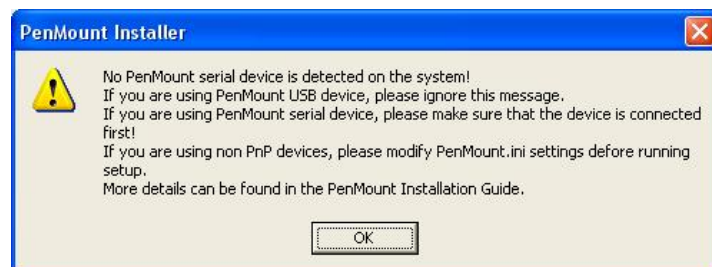 PenMount Installer
No PenMount serial device is detected on the system!
If you are using PenMount USB device, please ignore this message.
If you are using PenMount serial device, please make sure that the device is connected
first!
If you are using non PnP devices, please modify PenMount.ini settings defore running
setup.
More details can be found in the PenMount Installation Guide.
OK